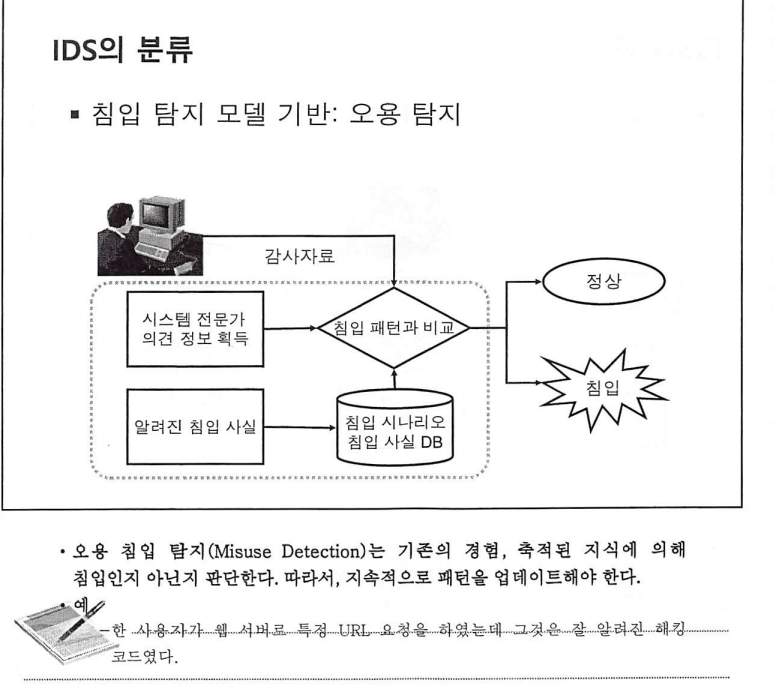 IDS의 분류
▪ 침입 탐지 모델 기반: 오용 탐지
감사자료
시스템 전문가
의견 정보 획득
침입 패턴과 비교
정상
침입
알려진 침입 사실
침입 시나리오
침입 사실 DB
• 오용 침입 탐지(Misuse Detection)는 기존의 경험, 축적된 지식에 의해
침입인지 아닌지 판단한다. 따라서, 지속적으로 패턴을 업데이트해야 한다.
• 예
-한 사용자가 웹 서버로 특정 URL 요청을 하였는데 그것은 잘 알려진 해킹
코드였다.